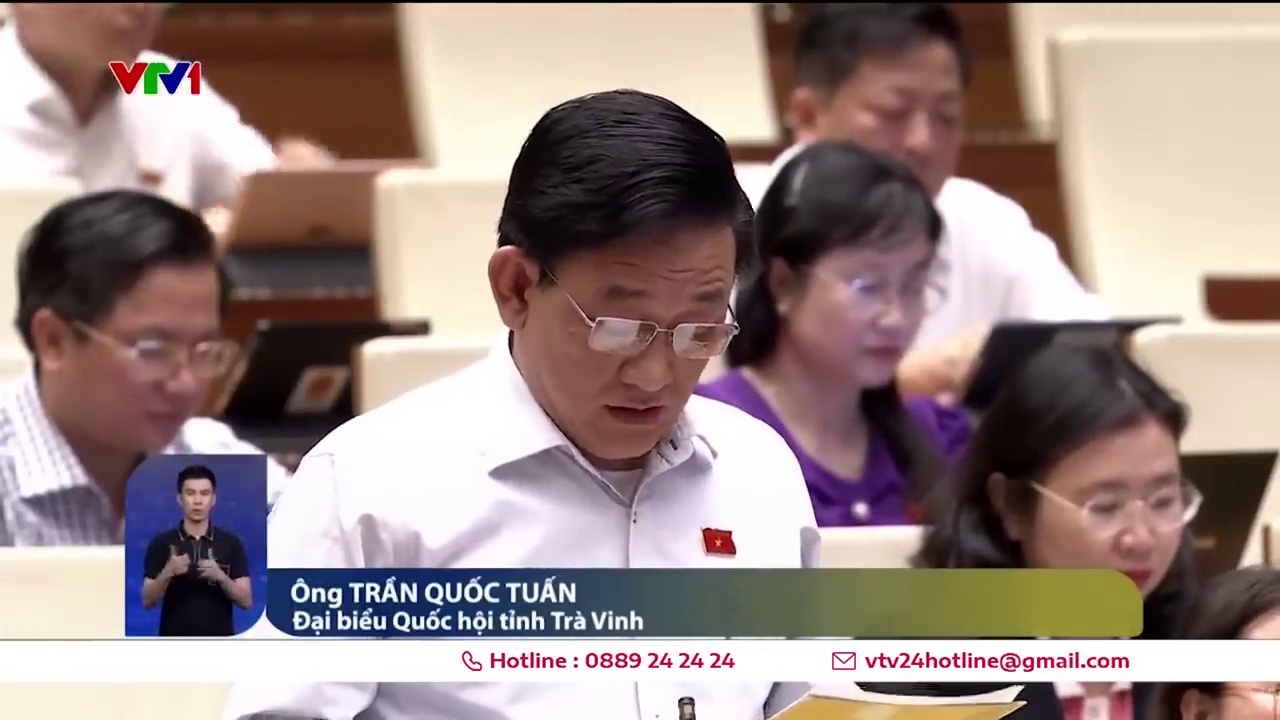 VTV1
Ông TRẦN QUỐC TUẤN
Đại biểu Quốc hội tỉnh Trà Vinh
Hotline : 0889 24 24 24
vtv24hotline@gmail.com